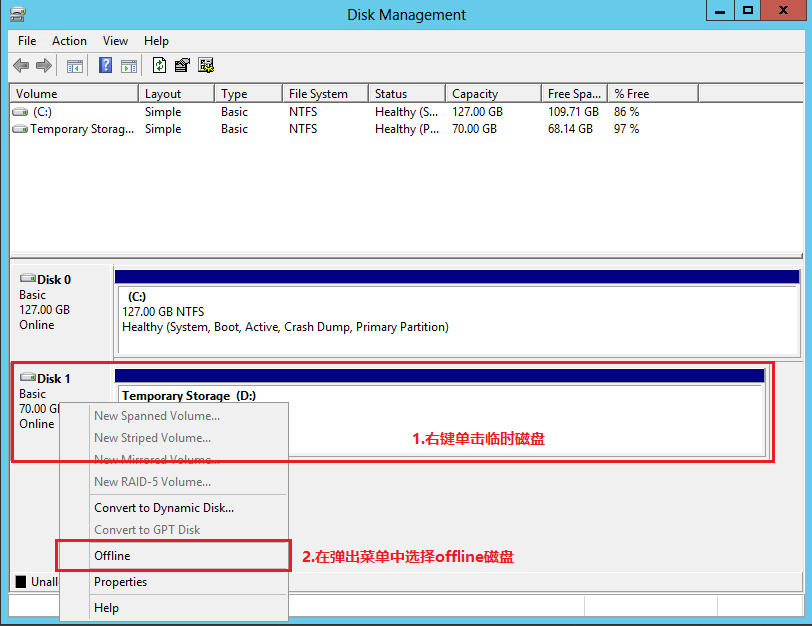 Disk Management
File Action View Help
Volume Layout Type File System Status Capacity Free Spa... % Free
(C:) Simple Basic NTFS Healthy (S... 127.00 GB 109.71 GB 86 %
Temporary Storag... Simple Basic NTFS Healthy (P... 70.00 GB 68.14 GB 97 %
Disk 0
Basic
127.00 GB
Online
(C:)
127.00 GB NTFS
Healthy (System, Boot, Active, Crash Dump, Primary Partition)
Disk 1
Basic
70.00 GB
Online
Temporary Storage (D:)
1.右键单击临时磁盘
New Spanned Volume...
New Striped Volume...
New Mirrored Volume...
New RAID-5 Volume...
Convert to Dynamic Disk...
Convert to GPT Disk
Offline
2.在弹出菜单中选择offline磁盘
Properties
Help
Unall